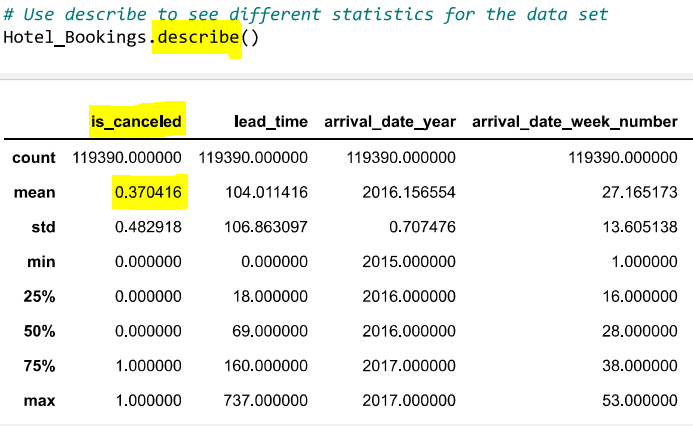 # Use describe to see different statistics for the data set
Hotel_Bookings.describe()
is_canceled lead_time arrival_date_year arrival_date_week_number
count 119390.000000 119390.000000 119390.000000 119390.000000
mean 0.370416 104.011416 2016.156554 27.165173
std 0.482918 106.863097 0.707476 13.605138
min 0.000000 0.000000 2015.000000 1.000000
25% 0.000000 18.000000 2016.000000 16.000000
50% 0.000000 69.000000 2016.000000 28.000000
75% 1.000000 160.000000 2017.000000 38.000000
max 1.000000 737.000000 2017.000000 53.000000